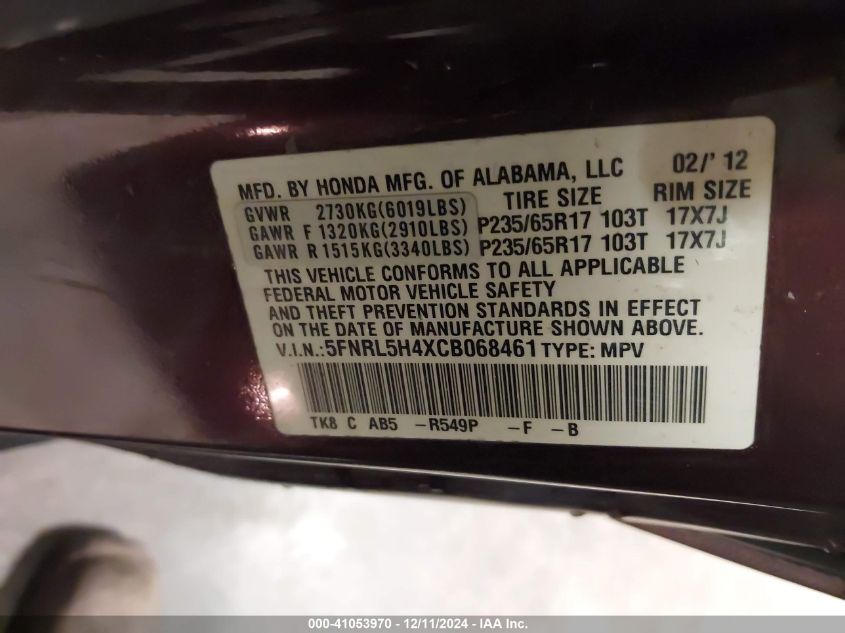 MFD. BY HONDA MFG. OF ALABAMA, LLC 02/' 12
TIRE SIZE RIM SIZE
GVWR 2730KG(6019LBS)
GAWR F 1320KG(2910LBS) P235/65R17 103T 17X7J
GAWR R 1515KG(3340LBS) P235/65R17 103T 17X7J
THIS VEHICLE CONFORMS TO ALL APPLICABLE
FEDERAL MOTOR VEHICLE SAFETY
AND THEFT PREVENTION STANDARDS IN EFFECT
ON THE DATE OF MANUFACTURE SHOWN ABOVE.
V.I.N.:5FNRL5H4XCB068461 TYPE: MPV
TK8 C AB5 -R549P -F -B
000-41053970 - 12/11/2024 - IAA Inc.